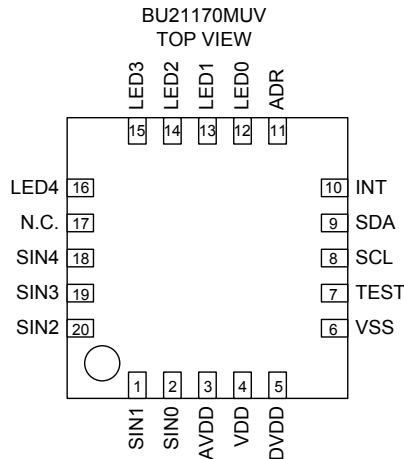 BU21170MUV
TOP VIEW
LED3 LED2 LED1 LED0 ADR
15 14 13 12 11
LED4 16 10 INT
N.C. 17 9 SDA
SIN4 18 8 SCL
SIN3 19 7 TEST
SIN2 20 6 VSS
1 2 3 4 5
SIN1 SIN0 AVDD VDD DVDD